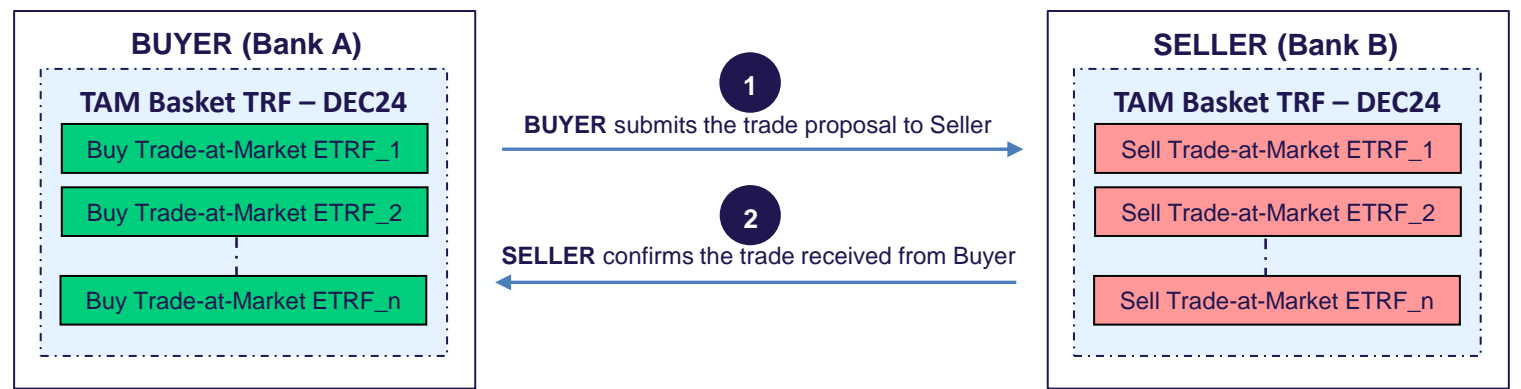 BUYER (Bank A)
TAM Basket TRF – DEC24
Buy Trade-at-Market ETRF_1
Buy Trade-at-Market ETRF_2
Buy Trade-at-Market ETRF_n
1
BUYER submits the trade proposal to Seller
2
SELLER confirms the trade received from Buyer
SELLER (Bank B)
TAM Basket TRF – DEC24
Sell Trade-at-Market ETRF_1
Sell Trade-at-Market ETRF_2
Sell Trade-at-Market ETRF_n